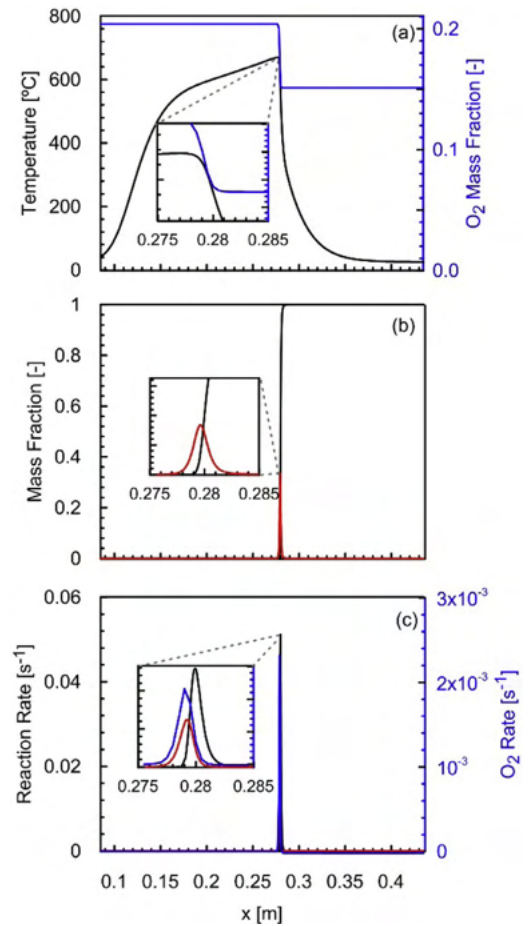 800
600
400
200
0
Temperature [ºC]
(a)
0.2
0.1
0.0
O2 Mass Fraction [-]
0.275
0.28
0.285
1
0.8
0.6
0.4
0.2
0
Mass Fraction [-]
(b)
0.275
0.28
0.285
0.06
0.04
0.02
0
Reaction Rate [s-1]
(c)
3x10-3
2x10-3
1x10-3
0
O2 Rate [s-1]
0.275
0.28
0.285
0.1 0.15 0.2 0.25 0.3 0.35 0.4
x [m]